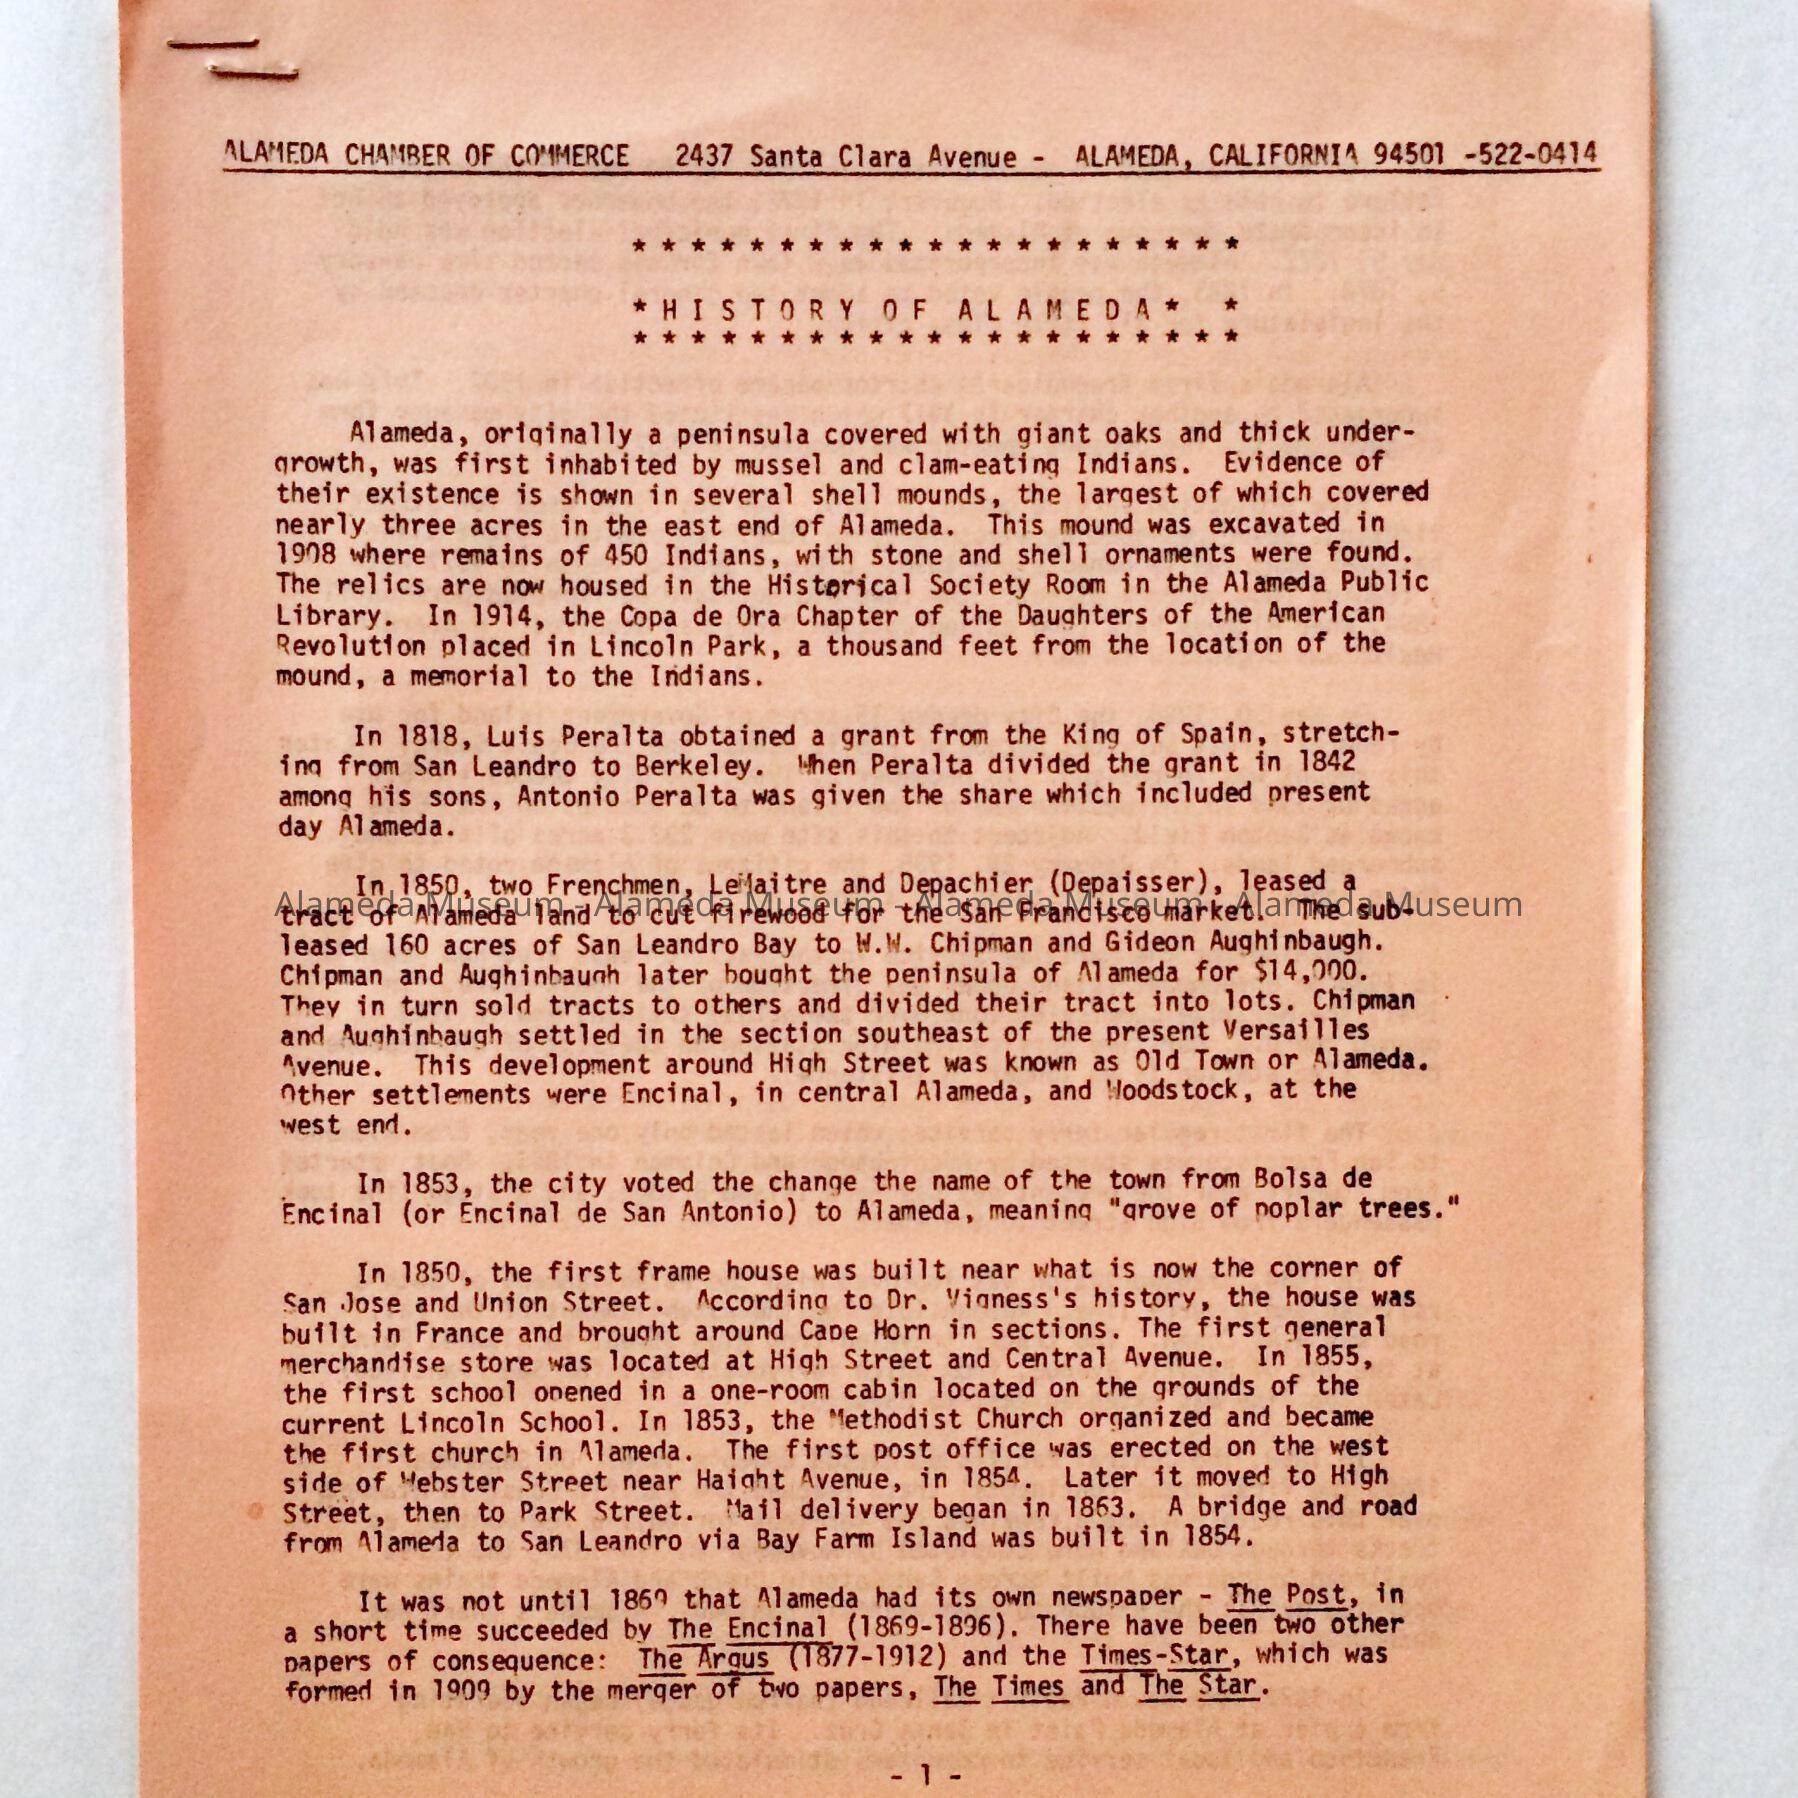 ALAMEDA CHAMBER OF COMMERCE 2437 Santa Clara Avenue - ALAMEDA, CALIFORNIA 94501 -522-0414
* * * * * * * * * * * * * * * * * * * * *
* H I S T O R Y O F A L A M E D A * *
* * * * * * * * * * * * * * * * * * * * *
Alameda, originally a peninsula covered with giant oaks and thick under-
growth, was first inhabited by mussel and clam-eating Indians. Evidence of
their existence is shown in several shell mounds, the largest of which covered
nearly three acres in the east end of Alameda. This mound was excavated in
1908 where remains of 450 Indians, with stone and shell ornaments were found.
The relics are now housed in the Historical Society Room in the Alameda Public
Library. In 1914, the Copa de Ora Chapter of the Daughters of the American
Revolution placed in Lincoln Park, a thousand feet from the location of the
mound, a memorial to the Indians.
In 1818, Luis Peralta obtained a grant from the King of Spain, stretch-
ing from San Leandro to Berkeley. When Peralta divided the grant in 1842
among his sons, Antonio Peralta was given the share which included present
day Alameda.
In 1850, two Frenchmen, LeMaitre and Depachier (Depaisser), leased a
Alameda Museum - Alameda Museum - Alameda Museum - Alameda Museum
tract of Alameda land to cut firewood for the San Francisco market. The sub-
leased 160 acres of San Leandro Bay to W.W. Chipman and Gideon Aughinbaugh.
Chipman and Aughinbaugh later bought the peninsula of Alameda for $14,000.
They in turn sold tracts to others and divided their tract into lots. Chipman
and Aughinbaugh settled in the section southeast of the present Versailles
Avenue. This development around High Street was known as Old Town or Alameda.
Other settlements were Encinal, in central Alameda, and Woodstock, at the
west end.
In 1853, the city voted the change the name of the town from Bolsa de
Encinal (or Encinal de San Antonio) to Alameda, meaning "grove of poplar trees."
In 1850, the first frame house was built near what is now the corner of
San Jose and Union Street. According to Dr. Vigness's history, the house was
built in France and brought around Cape Horn in sections. The first general
merchandise store was located at High Street and Central Avenue. In 1855,
the first school opened in a one-room cabin located on the grounds of the
current Lincoln School. In 1853, the Methodist Church organized and became
the first church in Alameda. The first post office was erected on the west
side of Webster Street near Haight Avenue, in 1854. Later it moved to High
Street, then to Park Street. Mail delivery began in 1863. A bridge and road
from Alameda to San Leandro via Bay Farm Island was built in 1854.
It was not until 1869 that Alameda had its own newspaper - The Post, in
a short time succeeded by The Encinal (1869-1896). There have been two other
papers of consequence: The Argus (1877-1912) and the Times-Star, which was
formed in 1909 by the merger of two papers, The Times and The Star.
- 1 -